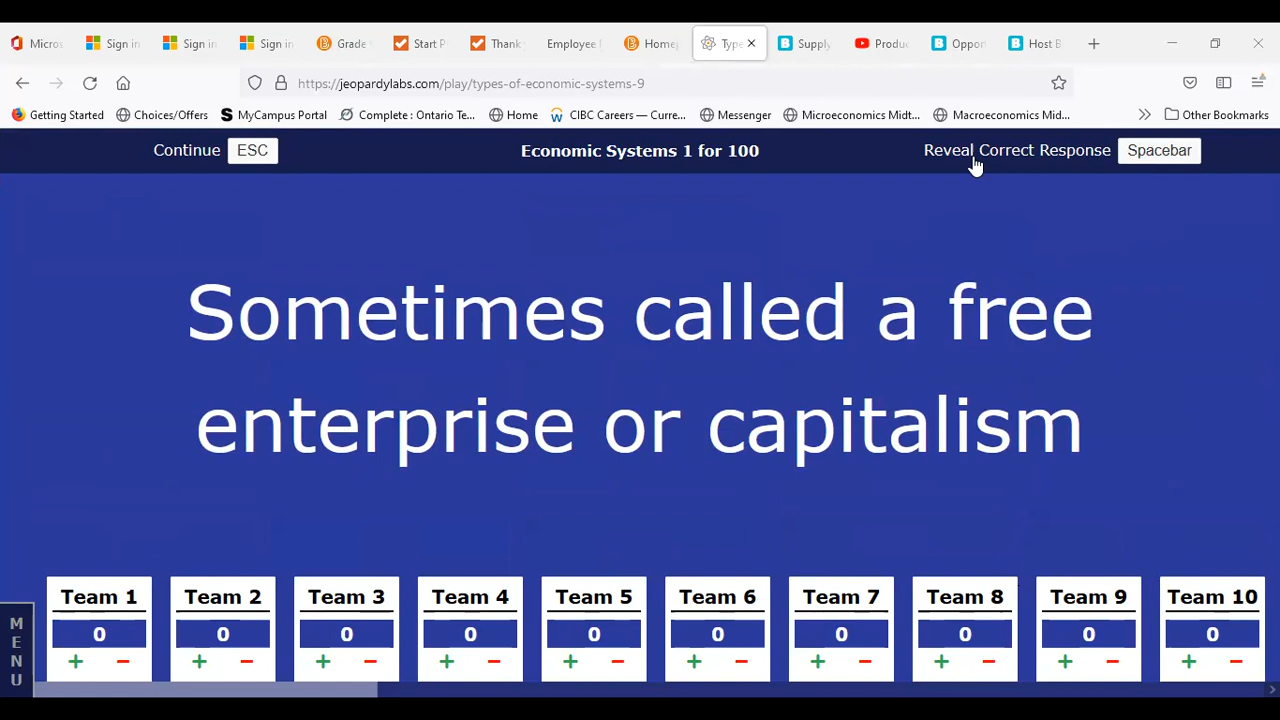 Micros
Sign in
Sign in
Sign in
Grade
Start P
Thank
Employee
Home
Type
Supply
Produc
Oppor
Host B
https://jeopardylabs.com/play/types-of-economic-systems-9
Getting Started
Choices/Offers
MyCampus Portal
Complete : Ontario Te...
Home
CIBC Careers — Curre...
Messenger
Microeconomics Midt...
Macroeconomics Mid...
Other Bookmarks
Continue ESC
Economic Systems 1 for 100
Reveal Correct Response Spacebar
Sometimes called a free
enterprise or capitalism
Team 1 Team 2 Team 3 Team 4 Team 5 Team 6 Team 7 Team 8 Team 9 Team 10
0 0 0 0 0 0 0 0 0 0
+ − + − + − + − + − + − + − + − + − + −
MENU